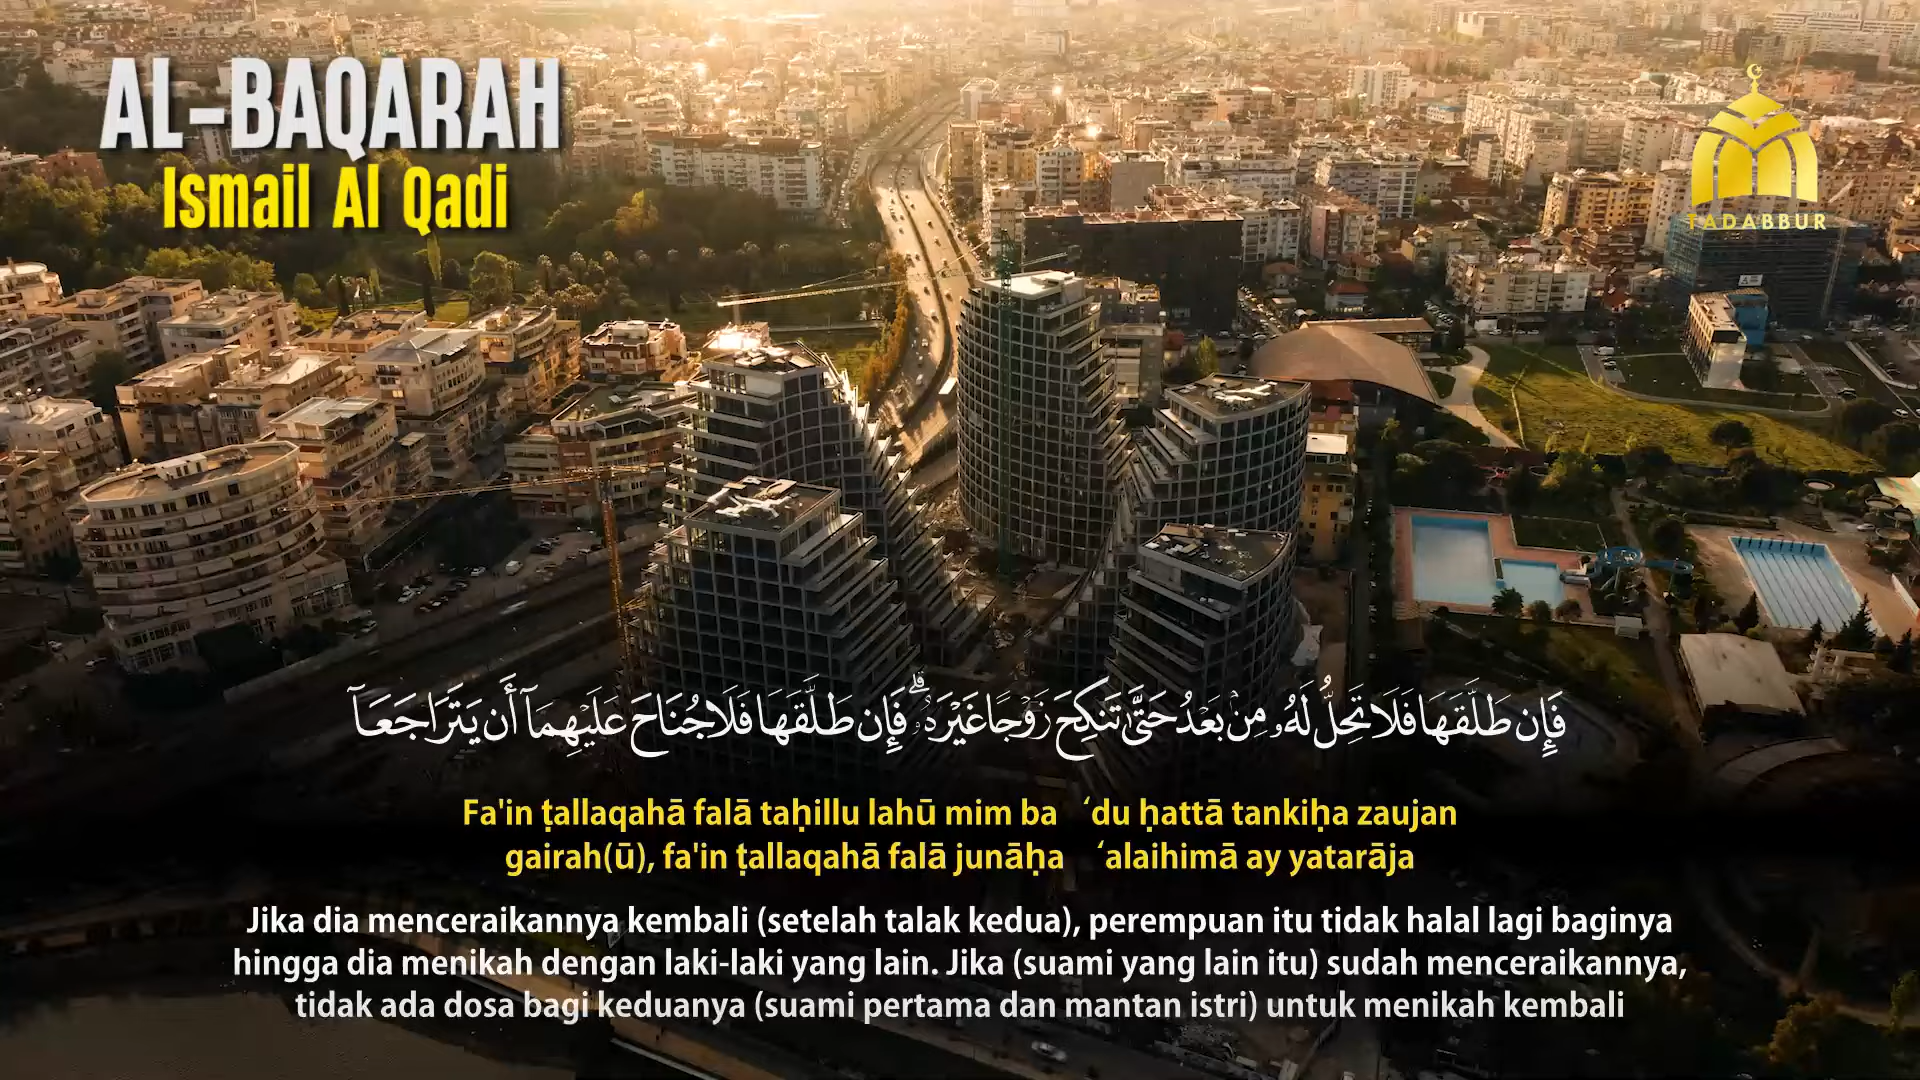 AL-BAQARAH
Ismail Al Qadi
TADABBUR
فَإِن طَلَّقَهَا فَلَا تَحِلُّ لَهُۥ مِنۢ بَعْدُ حَتَّىٰ تَنكِحَ زَوْجًا غَيْرَهُۥ ۗ فَإِن طَلَّقَهَا فَلَا جُنَاحَ عَلَيْهِمَآ أَن يَتَرَاجَعَآ
Fa'in ṭallaqahā falā taḥillu lahū mim ba ‘du ḥattā tankiḥa zaujan
gairah(ū), fa'in ṭallaqahā falā junāḥa ‘alaihimā ay yatarāja
Jika dia menceraikannya kembali (setelah talak kedua), perempuan itu tidak halal lagi baginya
hingga dia menikah dengan laki-laki yang lain. Jika (suami yang lain itu) sudah menceraikannya,
tidak ada dosa bagi keduanya (suami pertama dan mantan istri) untuk menikah kembali